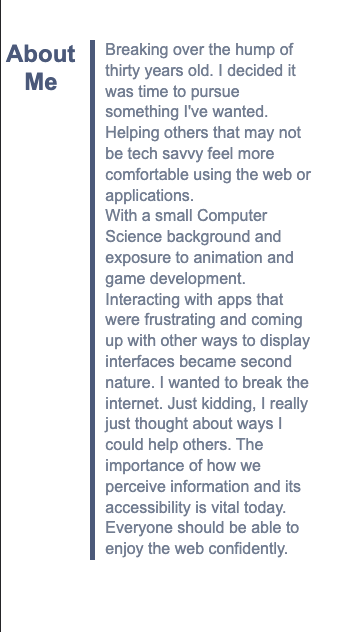 About
Me
Breaking over the hump of
thirty years old. I decided it
was time to pursue
something I've wanted.
Helping others that may not
be tech savvy feel more
comfortable using the web or
applications.
With a small Computer
Science background and
exposure to animation and
game development.
Interacting with apps that
were frustrating and coming
up with other ways to display
interfaces became second
nature. I wanted to break the
internet. Just kidding, I really
just thought about ways I
could help others. The
importance of how we
perceive information and its
accessibility is vital today.
Everyone should be able to
enjoy the web confidently.